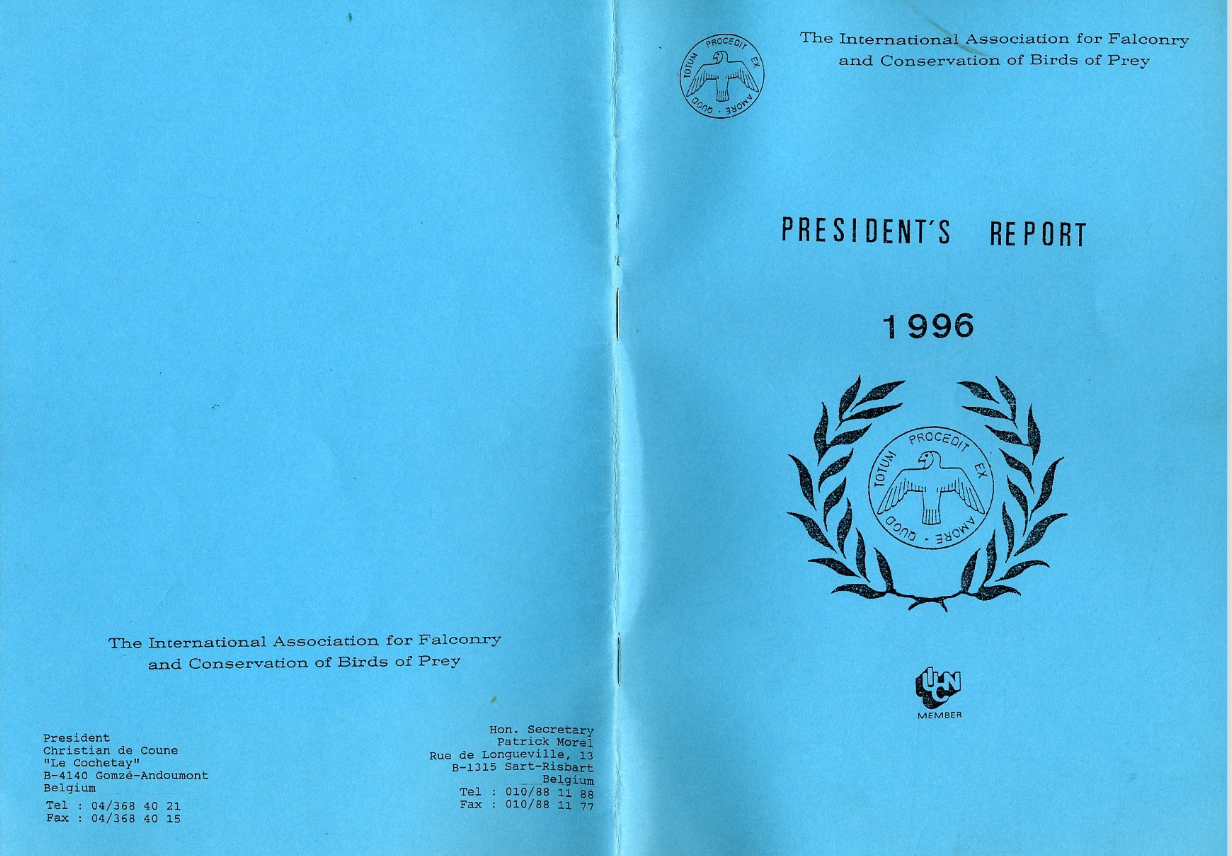 The International Association for Falconry
and Conservation of Birds of Prey
President
Christian de Coune
"Le Cochetay"
B-4140 Gomzé-Andoumont
Belgium
Tel : 04/368 40 21
Fax : 04/368 40 15
Hon. Secretary
Patrick Morel
Rue de Longueville, 13
B-1315 Sart-Risbart
Belgium
Tel : 010/88 11 88
Fax : 010/88 11 77
QUOD TOTUM PROCEDIT EX AMORE ·
The International Association for Falconry
and Conservation of Birds of Prey
PRESIDENT'S REPORT
1996
QUOD TOTUM PROCEDIT EX AMORE ·
IUCN
MEMBER